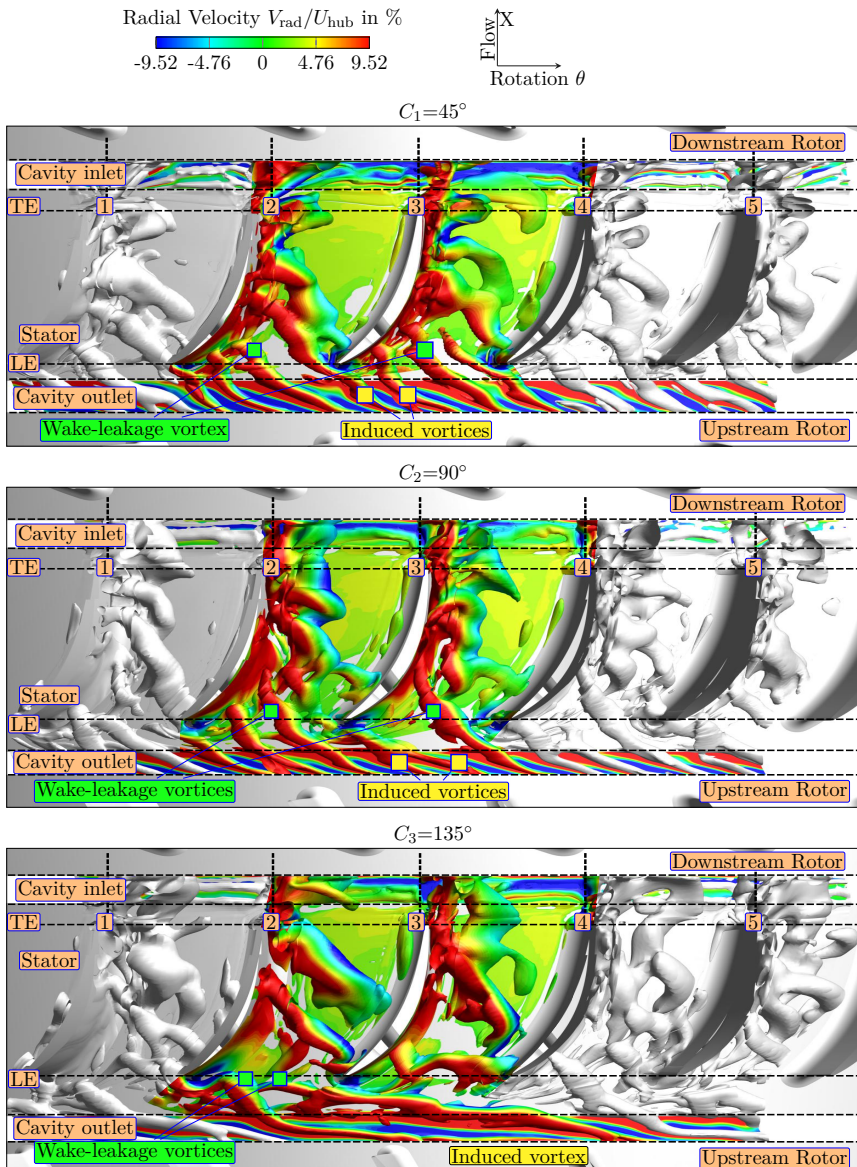 Radial Velocity V_rad/U_hub in %
-9.52 -4.76 0 4.76 9.52
X
Flow
Rotation θ
C₁=45°
Downstream Rotor
Cavity inlet
TE 1 2 3 4 5
Stator
LE
Cavity outlet
Wake-leakage vortex Induced vortices Upstream Rotor
C₂=90°
Downstream Rotor
Cavity inlet
TE 1 2 3 4 5
Stator
LE
Cavity outlet
Wake-leakage vortices Induced vortices Upstream Rotor
C₃=135°
Downstream Rotor
Cavity inlet
TE 1 2 3 4 5
Stator
LE
Cavity outlet
Wake-leakage vortices Induced vortex Upstream Rotor